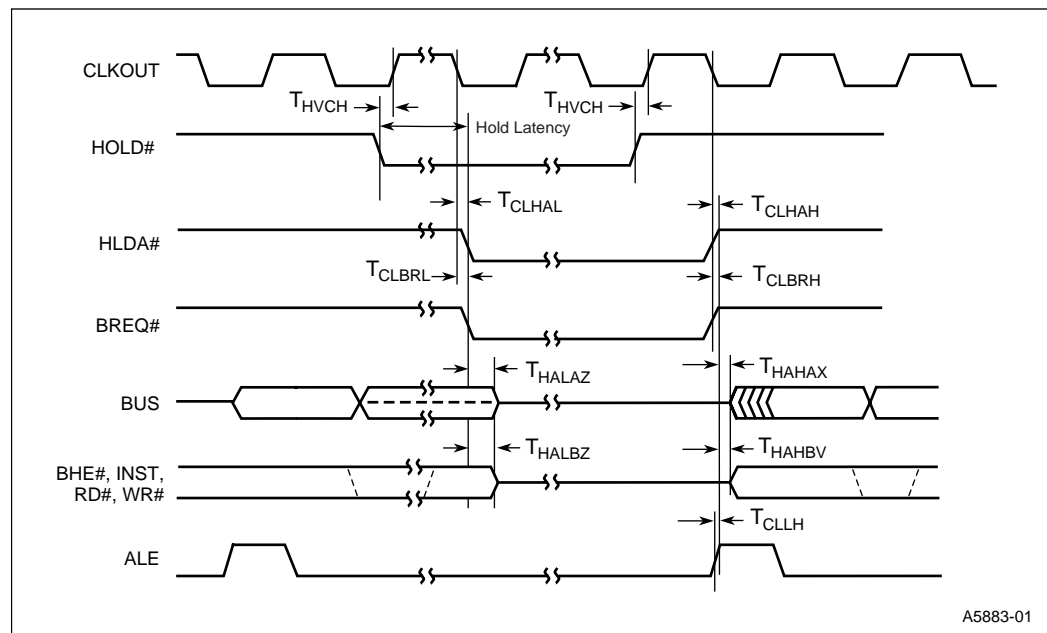 CLKOUT
THVCH
THVCH
Hold Latency
HOLD#
TCLHAL
TCLHAH
HLDA#
TCLBRL
TCLBRH
BREQ#
THALAZ
THAHAX
BUS
THALBZ
THAHBV
BHE#, INST,
RD#, WR#
TCLLH
ALE
A5883-01